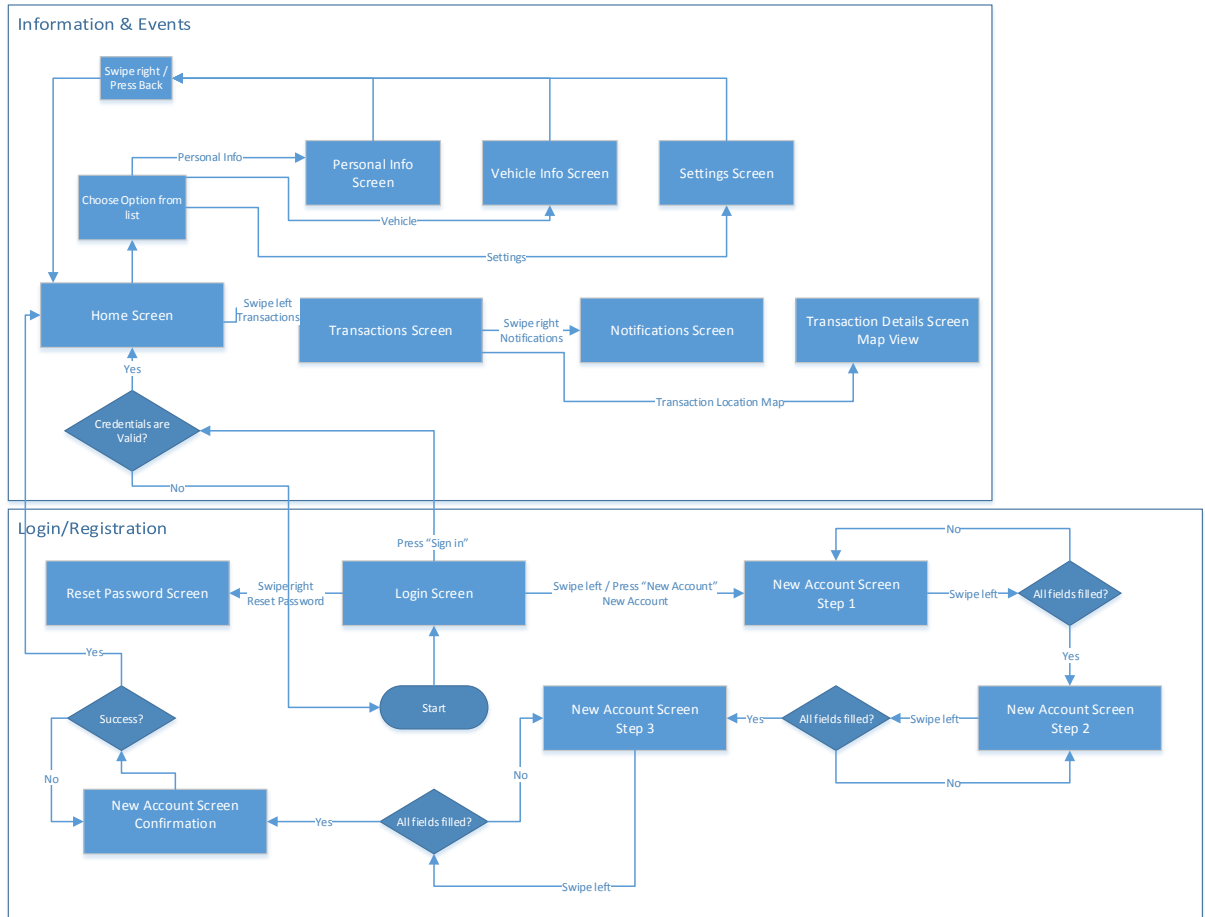 Information & Events
Swipe right /
Press Back
Personal Info
Personal Info
Screen
Vehicle Info Screen
Settings Screen
Choose Option from
list
Vehicle
Settings
Home Screen
Swipe left
Transactions
Transactions Screen
Swipe right
Notifications
Notifications Screen
Transaction Details Screen
Map View
Yes
Transaction Location Map
Credentials are
Valid?
No
Login/Registration
Press “Sign in”
No
Reset Password Screen
Swipe right
Reset Password
Login Screen
Swipe left / Press “New Account”
New Account
New Account Screen
Step 1
Swipe left
All fields filled?
Yes
Yes
Success?
Start
New Account Screen
Step 3
Yes
All fields filled?
Swipe left
New Account Screen
Step 2
No
No
No
New Account Screen
Confirmation
Yes
All fields filled?
Swipe left